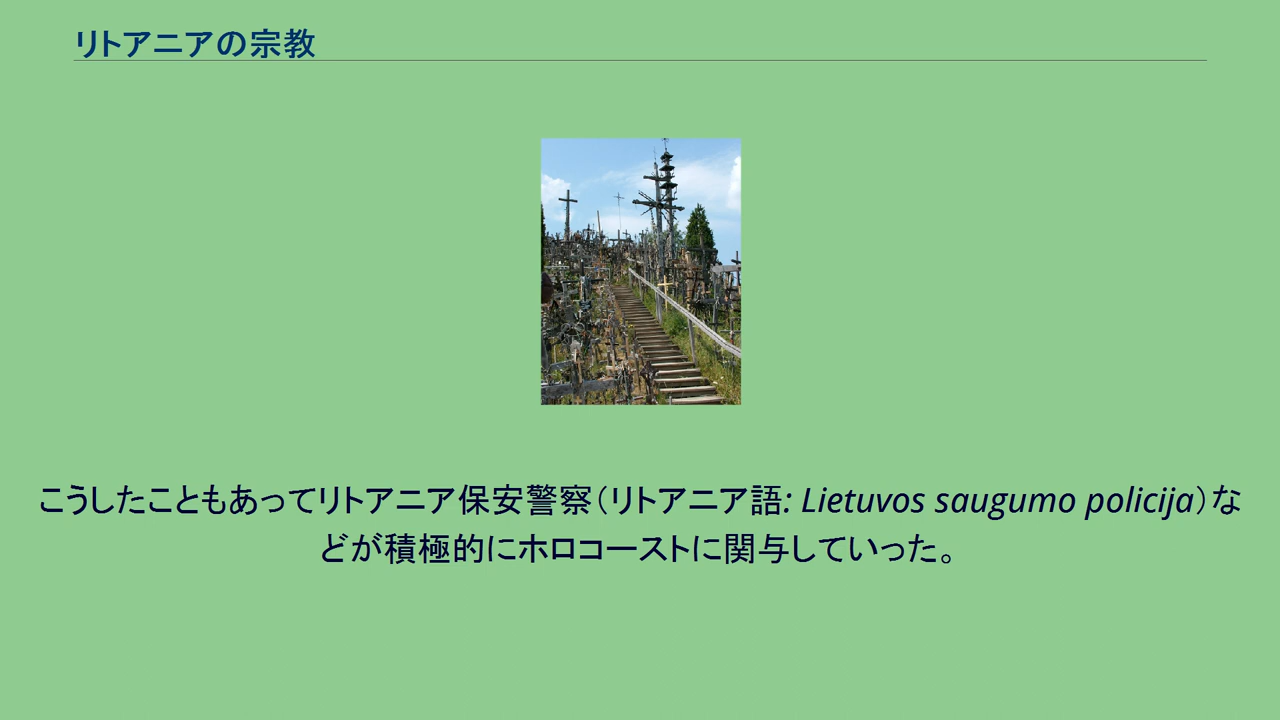 リトアニアの宗教
こうしたこともあってリトアニア保安警察（リトアニア語: Lietuvos saugumo policija）な
どが積極的にホロコーストに関与していった。